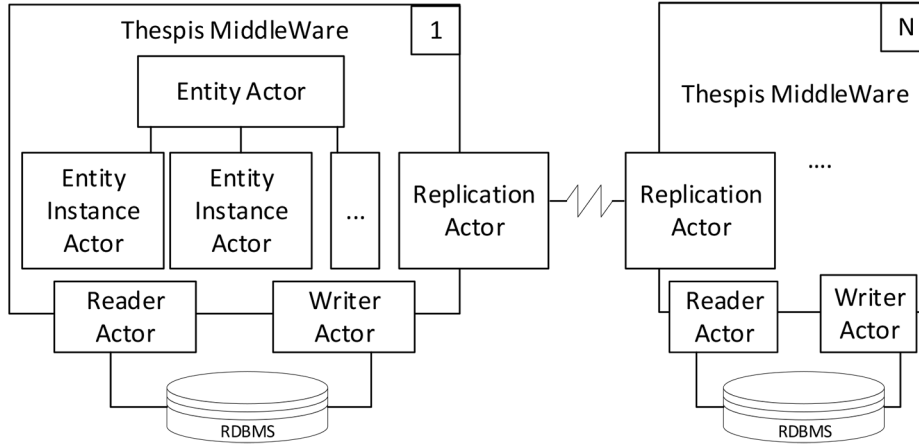 Thespis MiddleWare
1
Entity Actor
Entity
Instance
Actor
Entity
Instance
Actor
...
Replication
Actor
Reader
Actor
Writer
Actor
RDBMS
N
Thespis MiddleWare
....
Replication
Actor
Reader
Actor
Writer
Actor
RDBMS